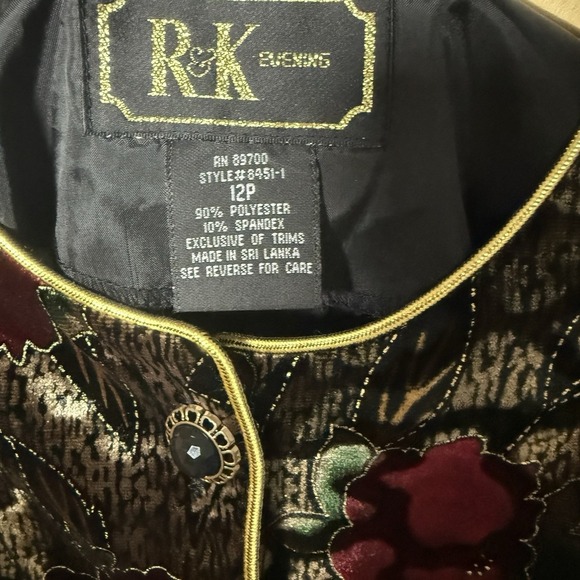 R&K EVENING
RN 89700
STYLE# 8451-1
12P
90% POLYESTER
10% SPANDEX
EXCLUSIVE OF TRIMS
MADE IN SRI LANKA
SEE REVERSE FOR CARE